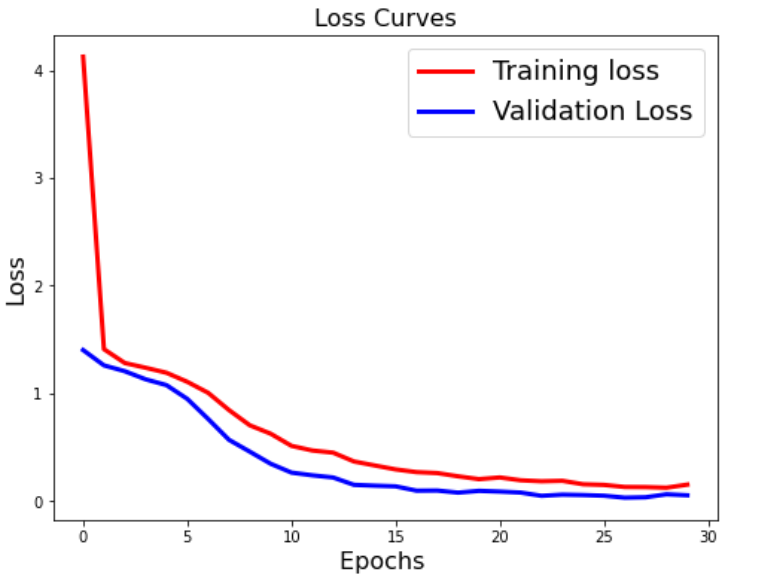 Loss Curves
Training loss
Validation Loss
4
3
2
1
0
Loss
0 5 10 15 20 25 30
Epochs